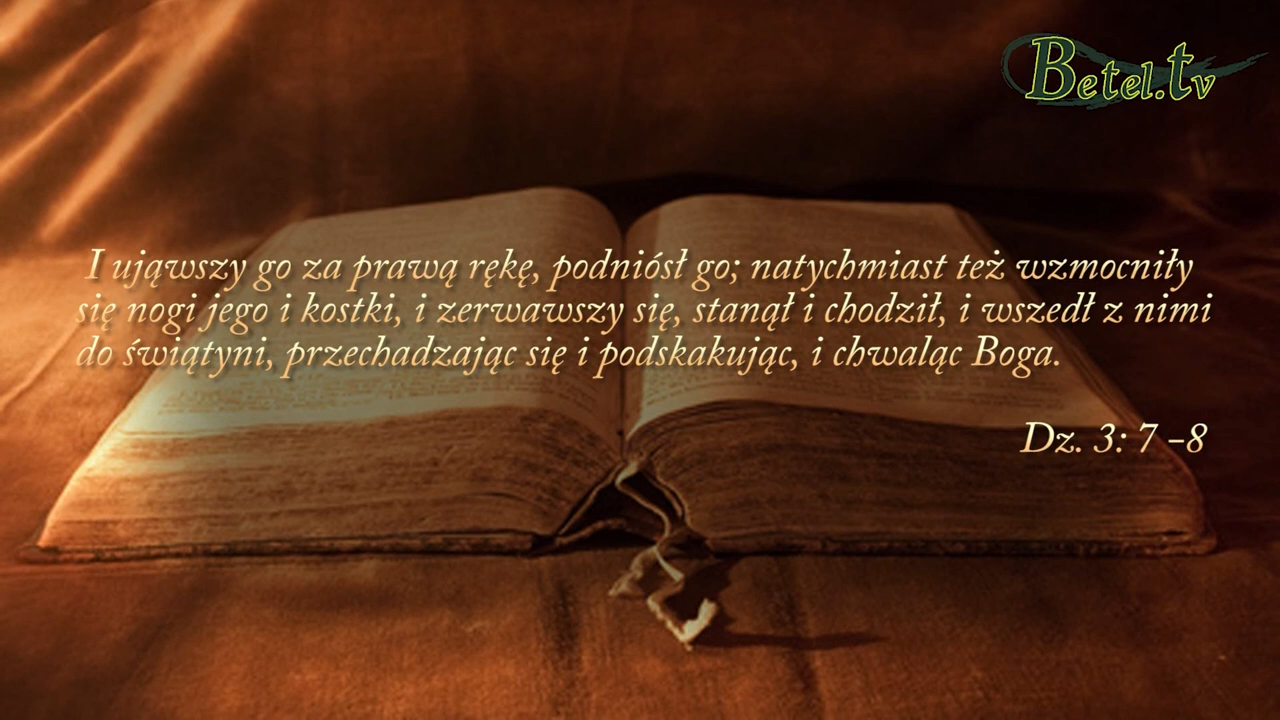 Betel.tv
I ująwszy go za prawą rękę, podniósł go; natychmiast też wzmocniły
się nogi jego i kostki, i zerwawszy się, stanął i chodził, i wszedł z nimi
do świątyni, przechadzając się i podskakując, i chwaląc Boga.
Dz. 3: 7 -8